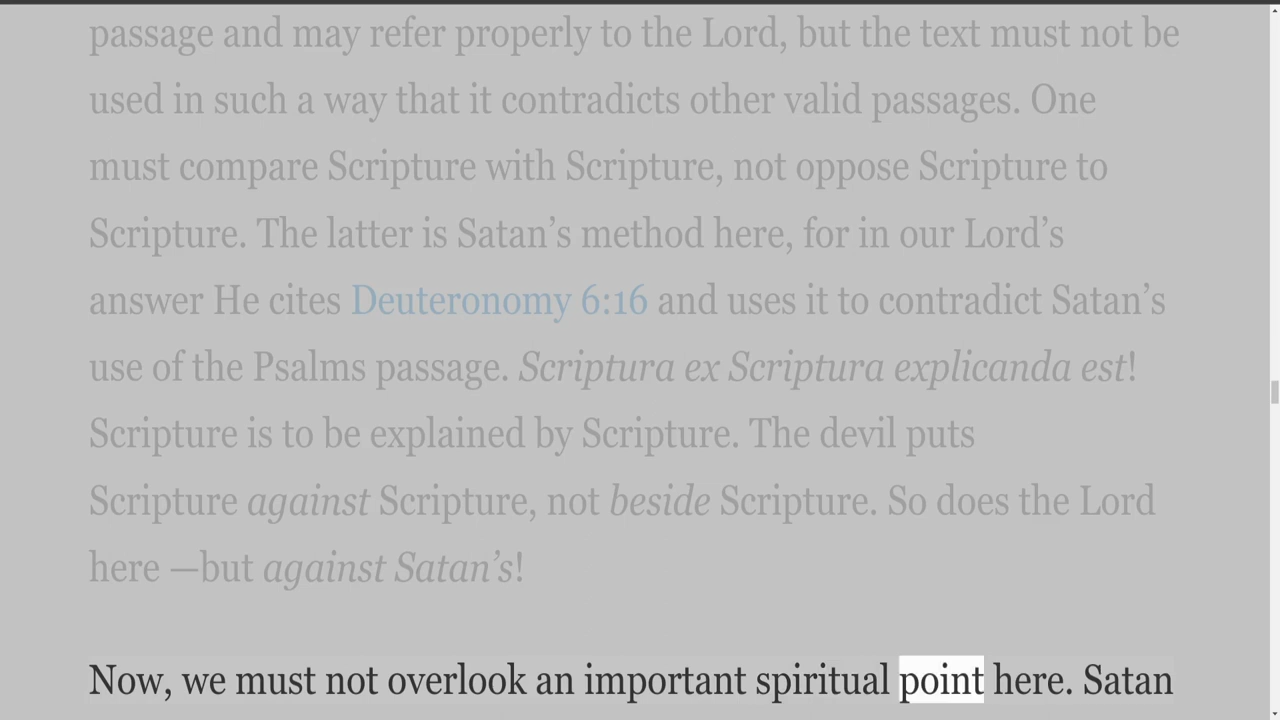 passage and may refer properly to the Lord, but the text must not be
used in such a way that it contradicts other valid passages. One
must compare Scripture with Scripture, not oppose Scripture to
Scripture. The latter is Satan’s method here, for in our Lord’s
answer He cites Deuteronomy 6:16 and uses it to contradict Satan’s
use of the Psalms passage. Scriptura ex Scriptura explicanda est!
Scripture is to be explained by Scripture. The devil puts
Scripture against Scripture, not beside Scripture. So does the Lord
here —but against Satan’s!
Now, we must not overlook an important spiritual point here. Satan